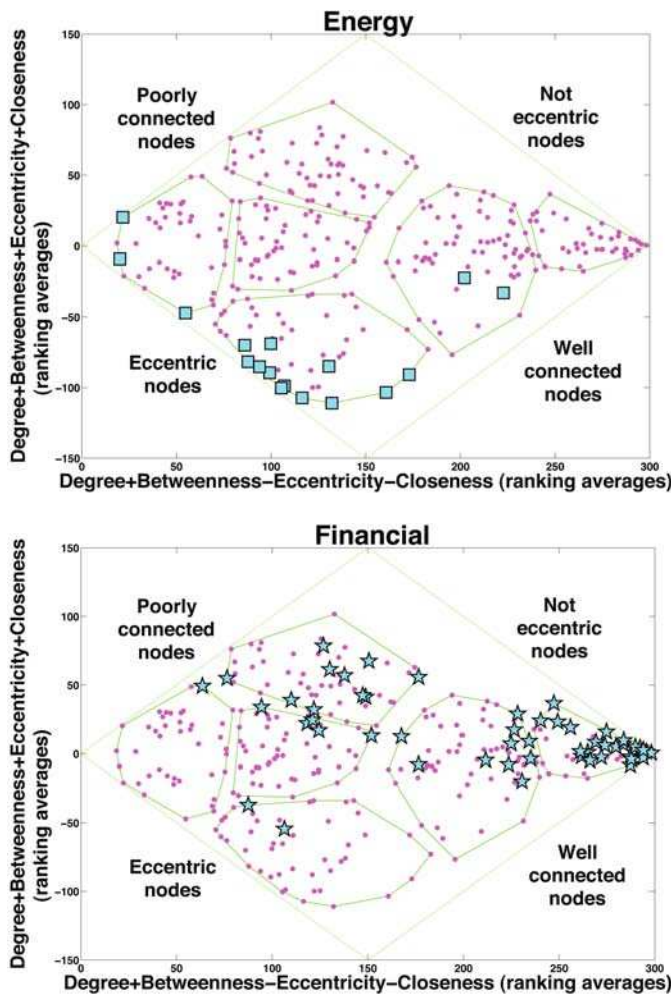 Energy
Degree+Betweenness+Eccentricity+Closeness
(ranking averages)
150
100
50
0
−50
−100
−150
Poorly
connected
nodes
Not
eccentric
nodes
Eccentric
nodes
Well
connected
nodes
0 50 100 150 200 250 300
Degree+Betweenness−Eccentricity−Closeness (ranking averages)
Financial
Degree+Betweenness+Eccentricity+Closeness
(ranking averages)
150
100
50
0
−50
−100
−150
Poorly
connected
nodes
Not
eccentric
nodes
Eccentric
nodes
Well
connected
nodes
0 50 100 150 200 250 300
Degree+Betweenness−Eccentricity−Closeness (ranking averages)